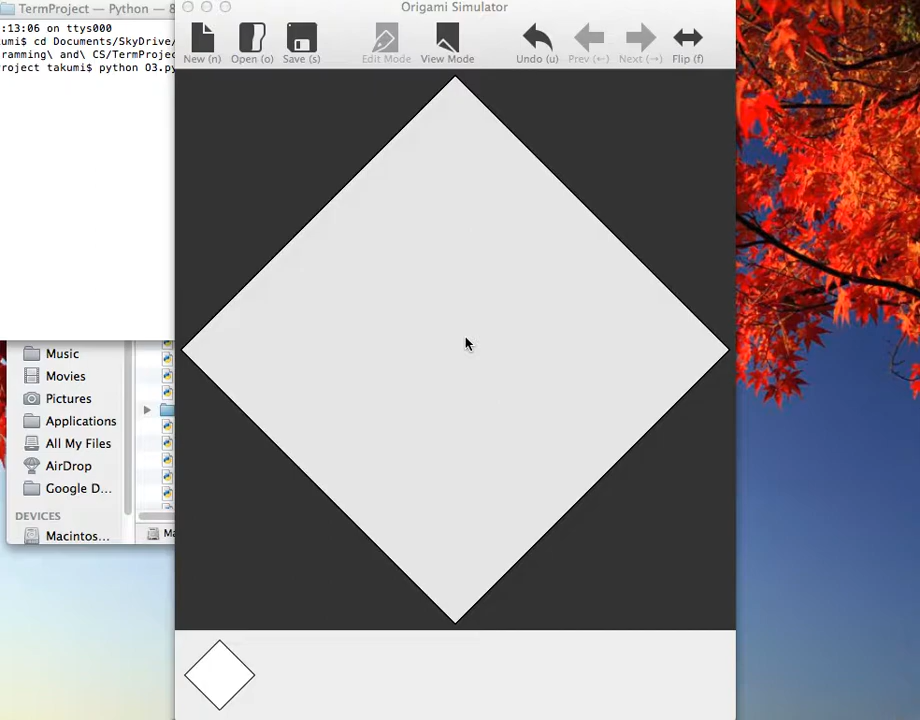 TermProject — Python — 8
:13:06 on ttys000
umi$ cd Documents/SkyDrive/
ramming\ and\ CS/TermProjec
roject takumi$ python O3.py
Origami Simulator
New (n)
Open (o)
Save (s)
Edit Mode
View Mode
Undo (u)
Prev (←)
Next (→)
Flip (f)
Music
Movies
Pictures
Applications
All My Files
AirDrop
Google D...
DEVICES
Macintos...
Ma